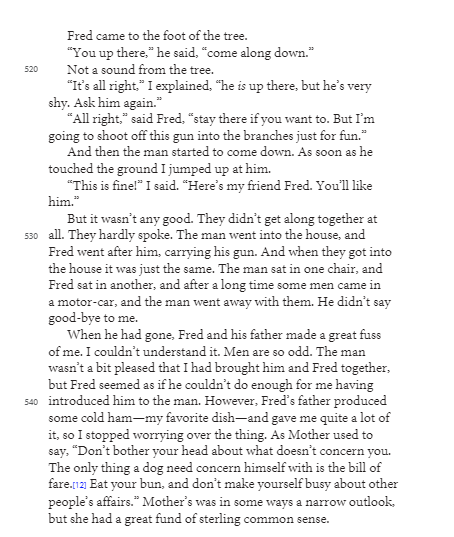 Fred came to the foot of the tree.
“You up there,” he said, “come along down.”
520 Not a sound from the tree.
“It’s all right,” I explained, “he is up there, but he’s very
shy. Ask him again.”
“All right,” said Fred, “stay there if you want to. But I’m
going to shoot off this gun into the branches just for fun.”
And then the man started to come down. As soon as he
touched the ground I jumped up at him.
“This is fine!” I said. “Here’s my friend Fred. You’ll like
him.”
But it wasn’t any good. They didn’t get along together at
530 all. They hardly spoke. The man went into the house, and
Fred went after him, carrying his gun. And when they got into
the house it was just the same. The man sat in one chair, and
Fred sat in another, and after a long time some men came in
a motor-car, and the man went away with them. He didn’t say
good-bye to me.
When he had gone, Fred and his father made a great fuss
of me. I couldn’t understand it. Men are so odd. The man
wasn’t a bit pleased that I had brought him and Fred together,
but Fred seemed as if he couldn’t do enough for me having
540 introduced him to the man. However, Fred’s father produced
some cold ham—my favorite dish—and gave me quite a lot of
it, so I stopped worrying over the thing. As Mother used to
say, “Don’t bother your head about what doesn’t concern you.
The only thing a dog need concern himself with is the bill of
fare.[12] Eat your bun, and don’t make yourself busy about other
people’s affairs.” Mother’s was in some ways a narrow outlook,
but she had a great fund of sterling common sense.